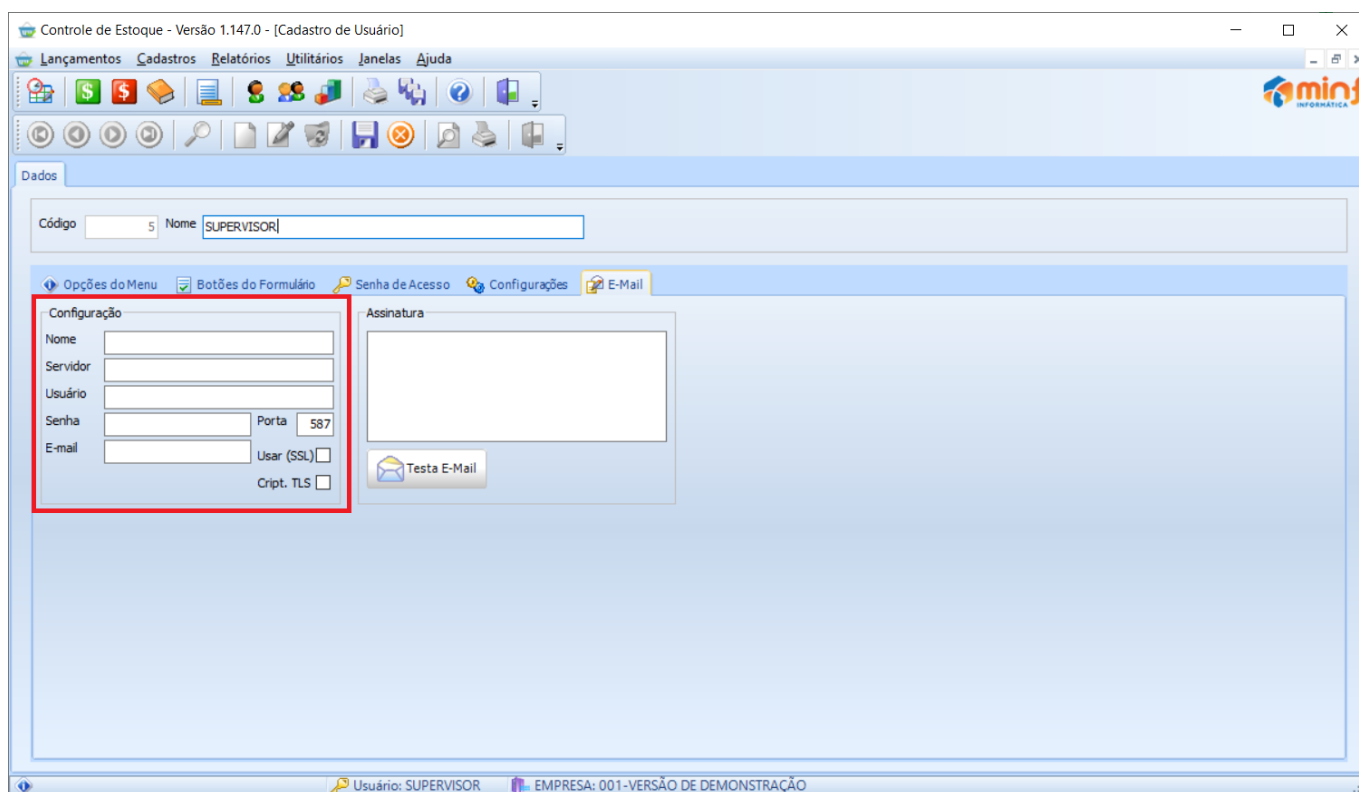 Controle de Estoque - Versão 1.147.0 - [Cadastro de Usuário]
Lançamentos Cadastros Relatórios Utilitários Janelas Ajuda
INFORMÁTICA
Dados
Código 5 Nome SUPERVISOR
Opções do Menu Botões do Formulário Senha de Acesso Configurações E-Mail
Configuração Assinatura
Nome
Servidor
Usuário
Senha Porta 587
E-mail Usar (SSL)
Testa E-Mail
Cript. TLS
Usuário: SUPERVISOR EMPRESA: 001-VERSÃO DE DEMONSTRAÇÃO